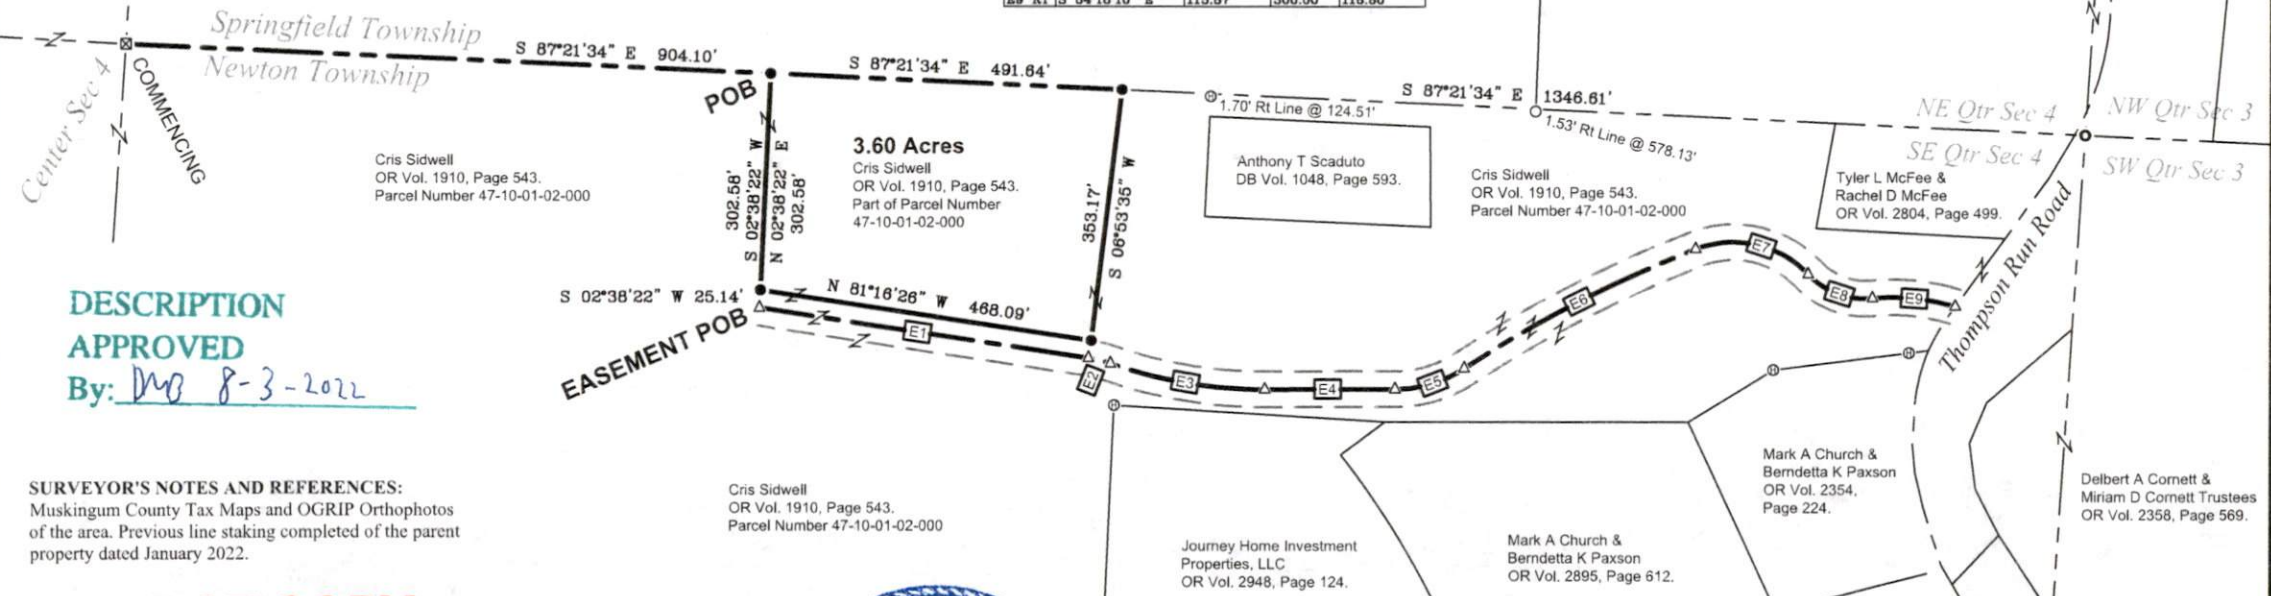 Springfield Township
Newton Township
Center Sec 4
COMMENCING
S 87°21'34" E 904.10'
POB
S 87°21'34" E 491.64'
S 87°21'34" E 1346.61'
1.70' Rt Line @ 124.51'
1.53' Rt Line @ 578.13'
NE Qtr Sec 4
NW Qtr Sec 3
SE Qtr Sec 4
SW Qtr Sec 3
Cris Sidwell
OR Vol. 1910, Page 543.
Parcel Number 47-10-01-02-000
302.58'
S 02°38'22" W
N 02°38'22" E
302.58'
3.60 Acres
Cris Sidwell
OR Vol. 1910, Page 543.
Part of Parcel Number
47-10-01-02-000
353.17'
S 06°53'35" W
Anthony T Scaduto
DB Vol. 1048, Page 593.
Cris Sidwell
OR Vol. 1910, Page 543.
Parcel Number 47-10-01-02-000
Tyler L McFee &
Rachel D McFee
OR Vol. 2804, Page 499.
Thompson Run Road
S 02°38'22" W 25.14'
N 81°16'26" W 468.09'
EASEMENT POB
E1
E2
E3
E4
E5
E6
E7
E8
E9
DESCRIPTION
APPROVED
By: DMB 8-3-2022
SURVEYOR'S NOTES AND REFERENCES:
Muskingum County Tax Maps and OGRIP Orthophotos
of the area. Previous line staking completed of the parent
property dated January 2022.
Cris Sidwell
OR Vol. 1910, Page 543.
Parcel Number 47-10-01-02-000
Journey Home Investment
Properties, LLC
OR Vol. 2948, Page 124.
Mark A Church &
Berndetta K Paxson
OR Vol. 2895, Page 612.
Mark A Church &
Berndetta K Paxson
OR Vol. 2354,
Page 224.
Delbert A Cornett &
Miriam D Cornett Trustees
OR Vol. 2358, Page 569.